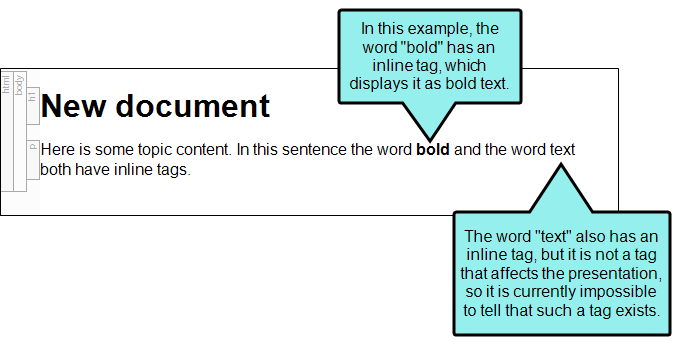 In this example, the
word "bold" has an
inline tag, which
displays it as bold text.
html
body
h1
New document
p
Here is some topic content. In this sentence the word bold and the word text
both have inline tags.
The word "text" also has an
inline tag, but it is not a tag
that affects the presentation,
so it is currently impossible
to tell that such a tag exists.